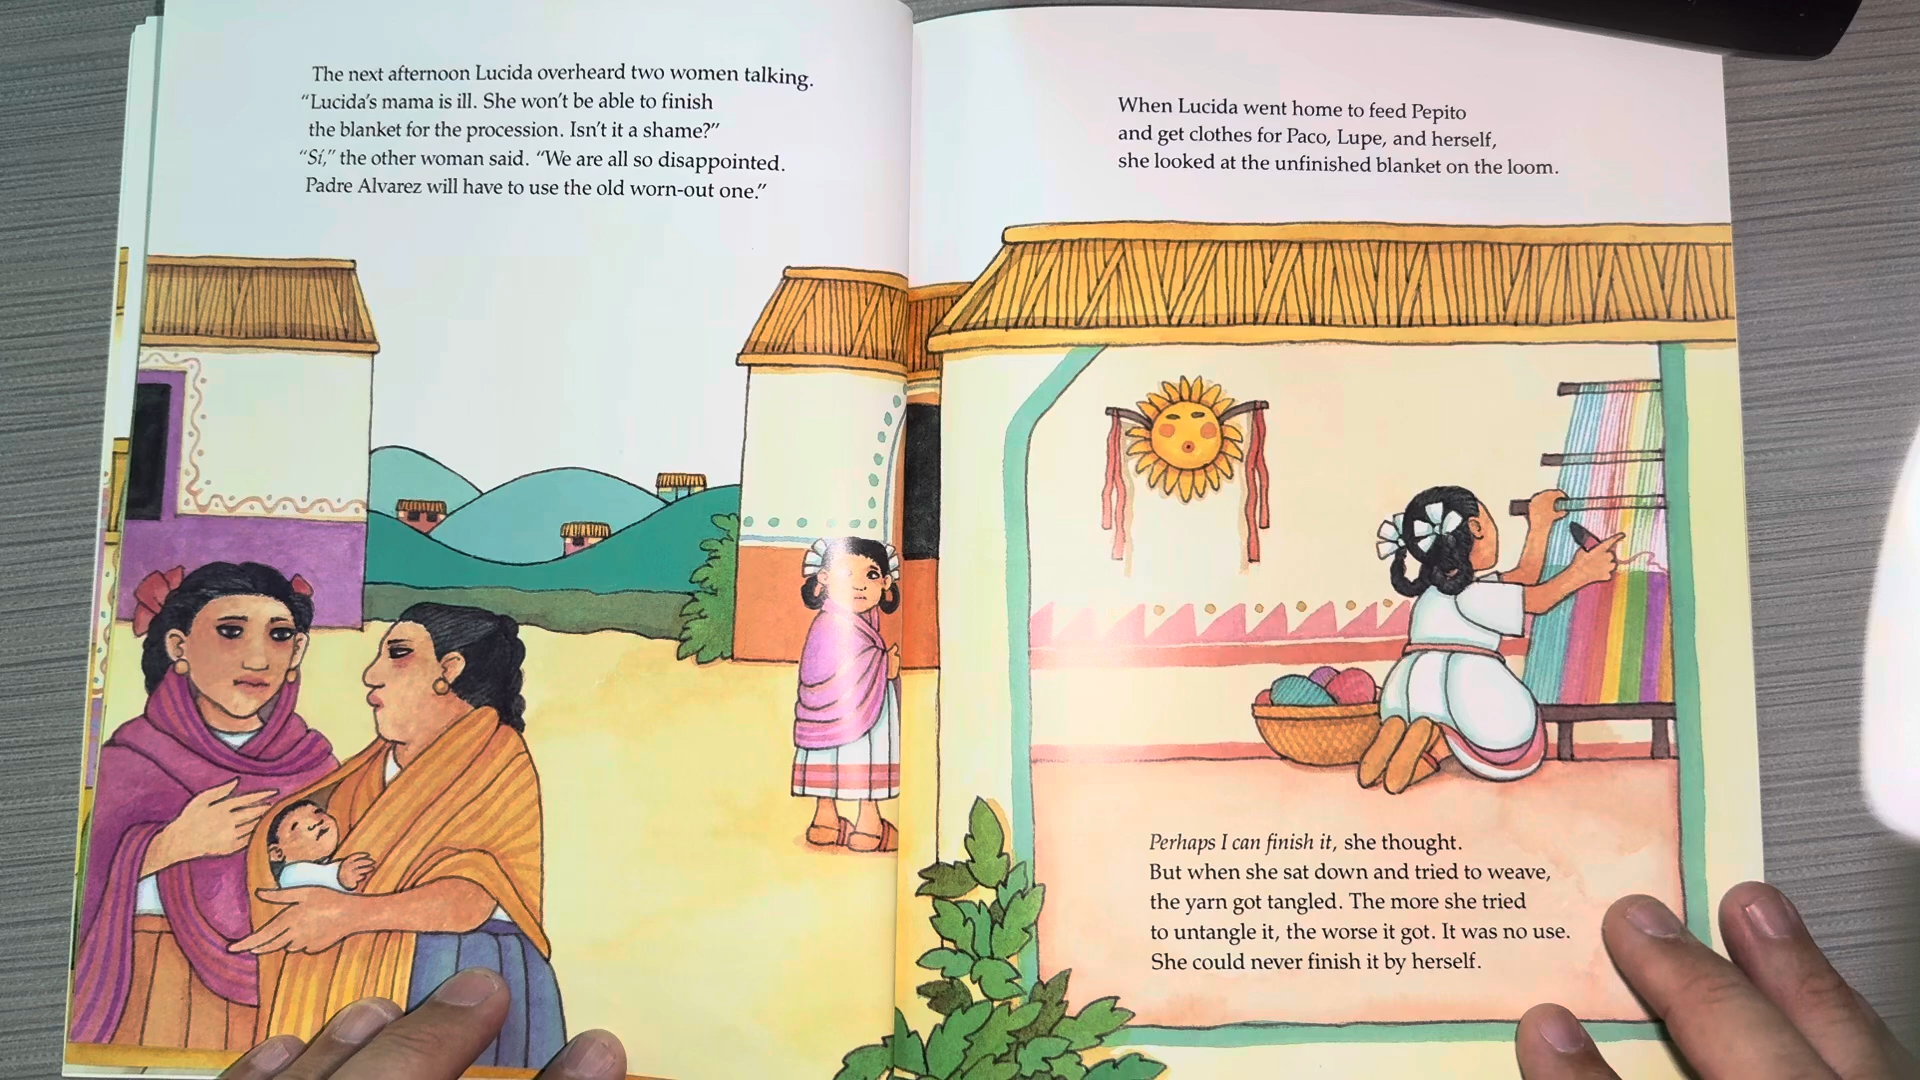 The next afternoon Lucida overheard two women talking.
“Lucida’s mama is ill. She won’t be able to finish
the blanket for the procession. Isn’t it a shame?”
“Sí,” the other woman said. “We are all so disappointed.
Padre Alvarez will have to use the old worn-out one.”
When Lucida went home to feed Pepito
and get clothes for Paco, Lupe, and herself,
she looked at the unfinished blanket on the loom.
Perhaps I can finish it, she thought.
But when she sat down and tried to weave,
the yarn got tangled. The more she tried
to untangle it, the worse it got. It was no use.
She could never finish it by herself.